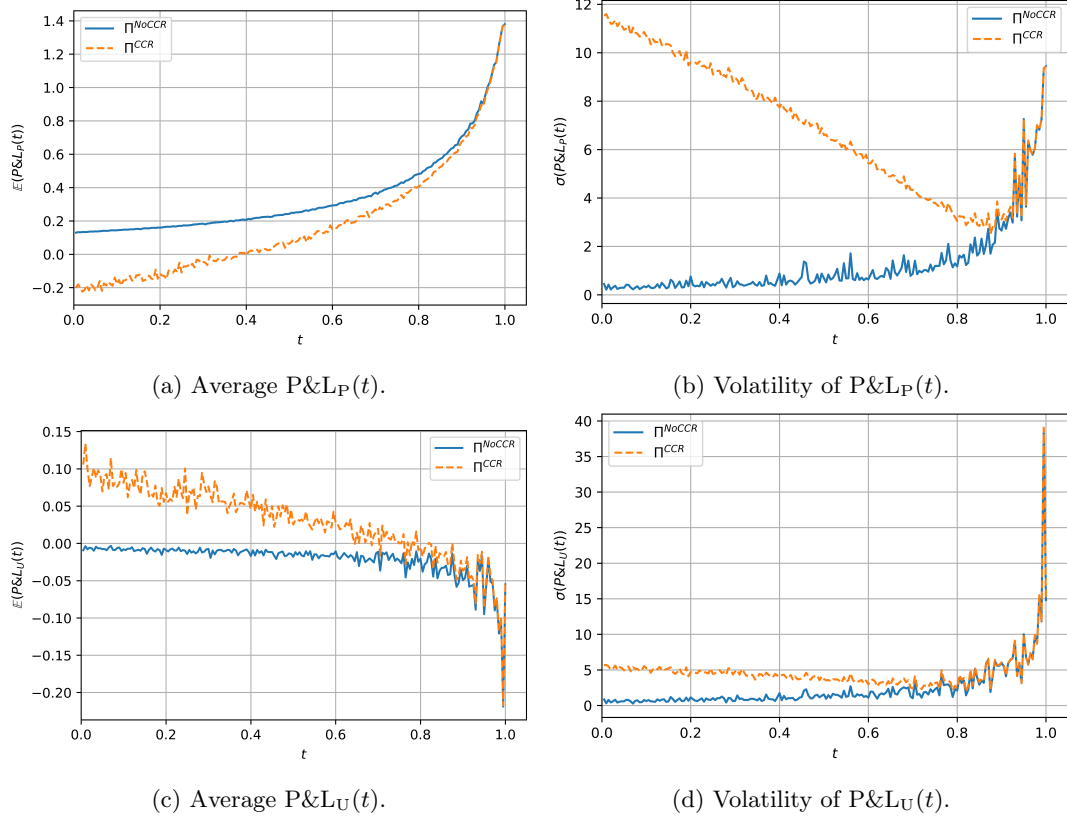 1.4
1.2
1.0
0.8
0.6
0.4
0.2
0.0
−0.2
𝔼(P&L_P(t))
Π^{NoCCR}
Π^{CCR}
0.0 0.2 0.4 0.6 0.8 1.0
t
(a) Average P&L_P(t).
12
10
8
6
4
2
0
σ(P&L_P(t))
Π^{NoCCR}
Π^{CCR}
0.0 0.2 0.4 0.6 0.8 1.0
t
(b) Volatility of P&L_P(t).
0.15
0.10
0.05
0.00
−0.05
−0.10
−0.15
−0.20
𝔼(P&L_U(t))
Π^{NoCCR}
Π^{CCR}
0.0 0.2 0.4 0.6 0.8 1.0
t
(c) Average P&L_U(t).
40
35
30
25
20
15
10
5
0
σ(P&L_U(t))
Π^{NoCCR}
Π^{CCR}
0.0 0.2 0.4 0.6 0.8 1.0
t
(d) Volatility of P&L_U(t).